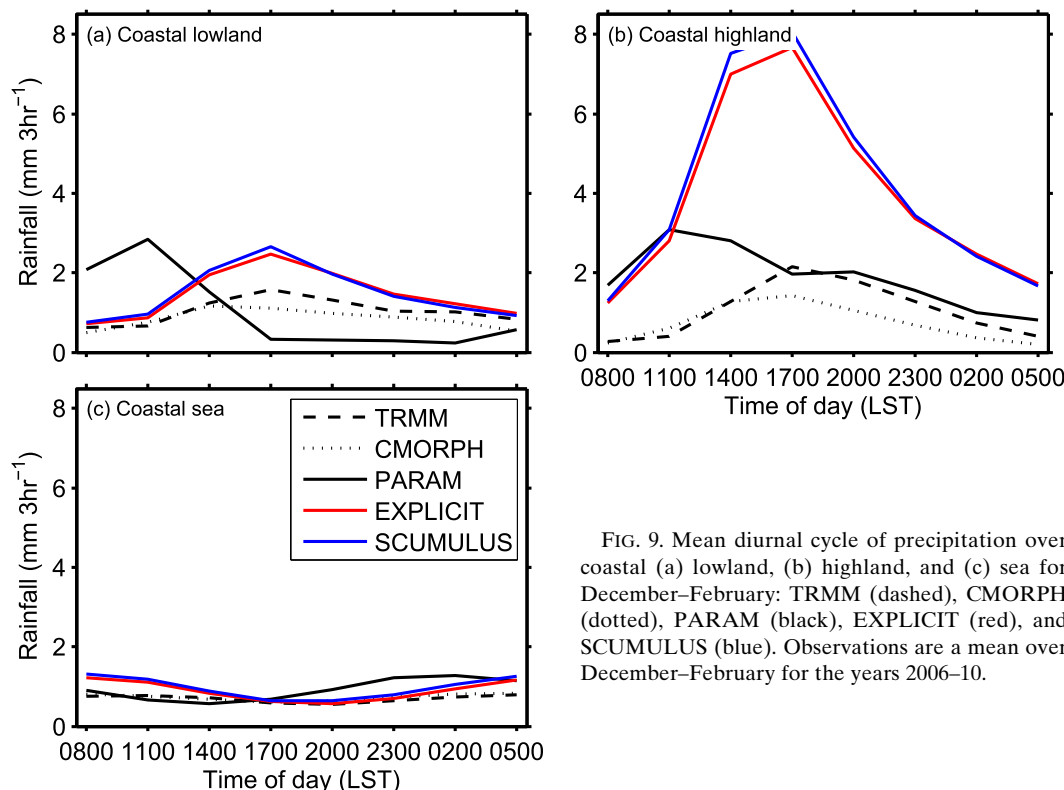 (a) Coastal lowland
8
6
4
2
0
Rainfall (mm 3hr⁻¹)
(b) Coastal highland
8
6
4
2
0
0800 1100 1400 1700 2000 2300 0200 0500
Time of day (LST)
(c) Coastal sea
8
6
4
2
0
Rainfall (mm 3hr⁻¹)
TRMM
CMORPH
PARAM
EXPLICIT
SCUMULUS
0800 1100 1400 1700 2000 2300 0200 0500
Time of day (LST)
FIG. 9. Mean diurnal cycle of precipitation over
coastal (a) lowland, (b) highland, and (c) sea for
December–February: TRMM (dashed), CMORPH
(dotted), PARAM (black), EXPLICIT (red), and
SCUMULUS (blue). Observations are a mean over
December–February for the years 2006–10.